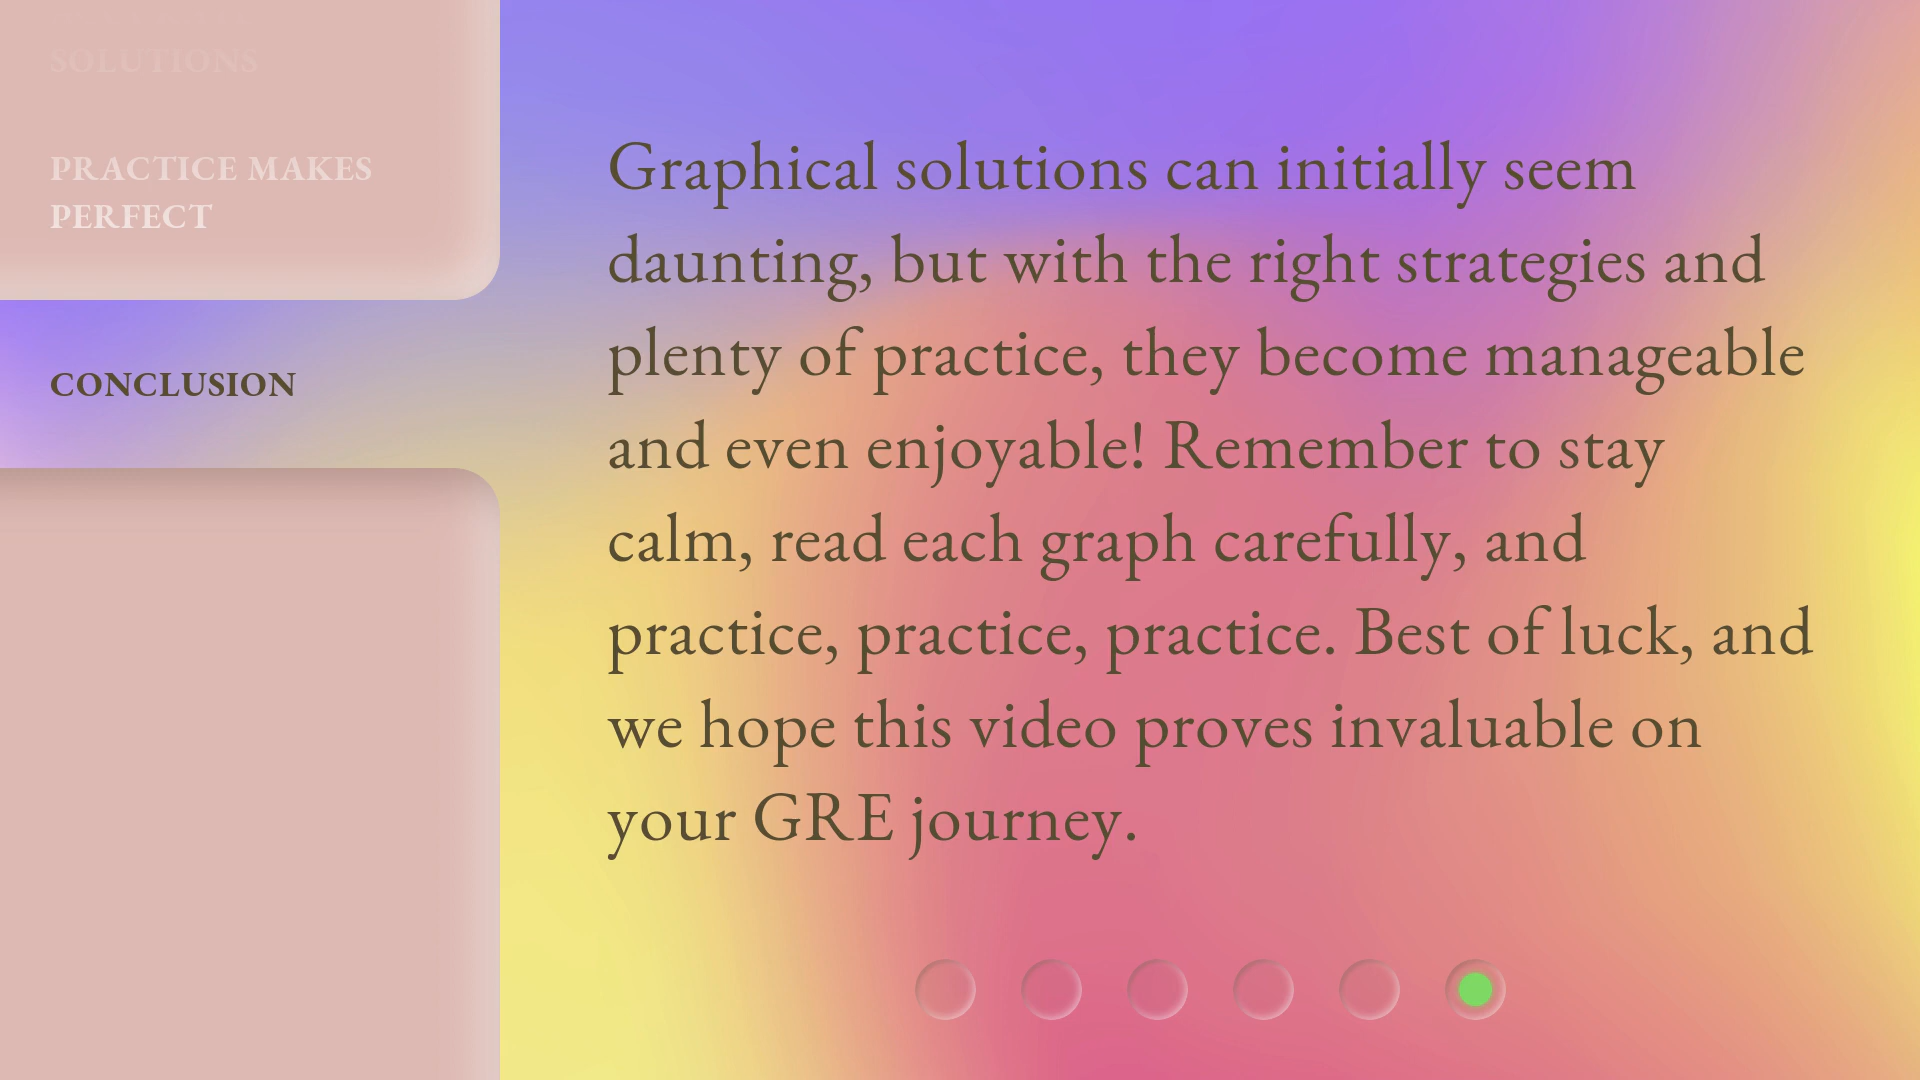 SOLUTIONS
PRACTICE MAKES
PERFECT
CONCLUSION
Graphical solutions can initially seem
daunting, but with the right strategies and
plenty of practice, they become manageable
and even enjoyable! Remember to stay
calm, read each graph carefully, and
practice, practice, practice. Best of luck, and
we hope this video proves invaluable on
your GRE journey.